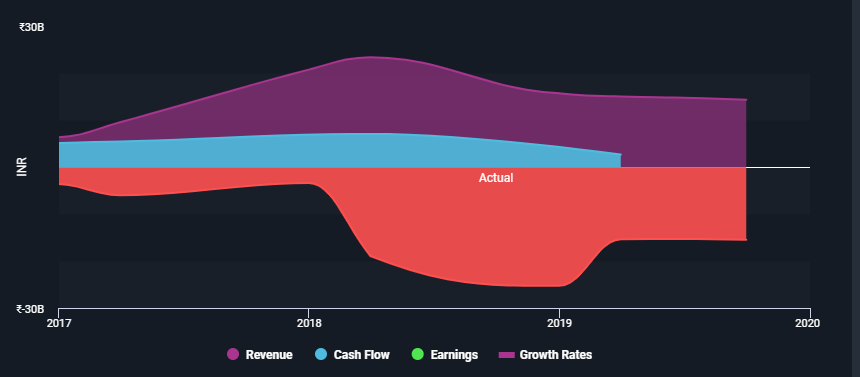 ₹30B
INR
Actual
₹-30B
2017 2018 2019 2020
Revenue Cash Flow Earnings Growth Rates